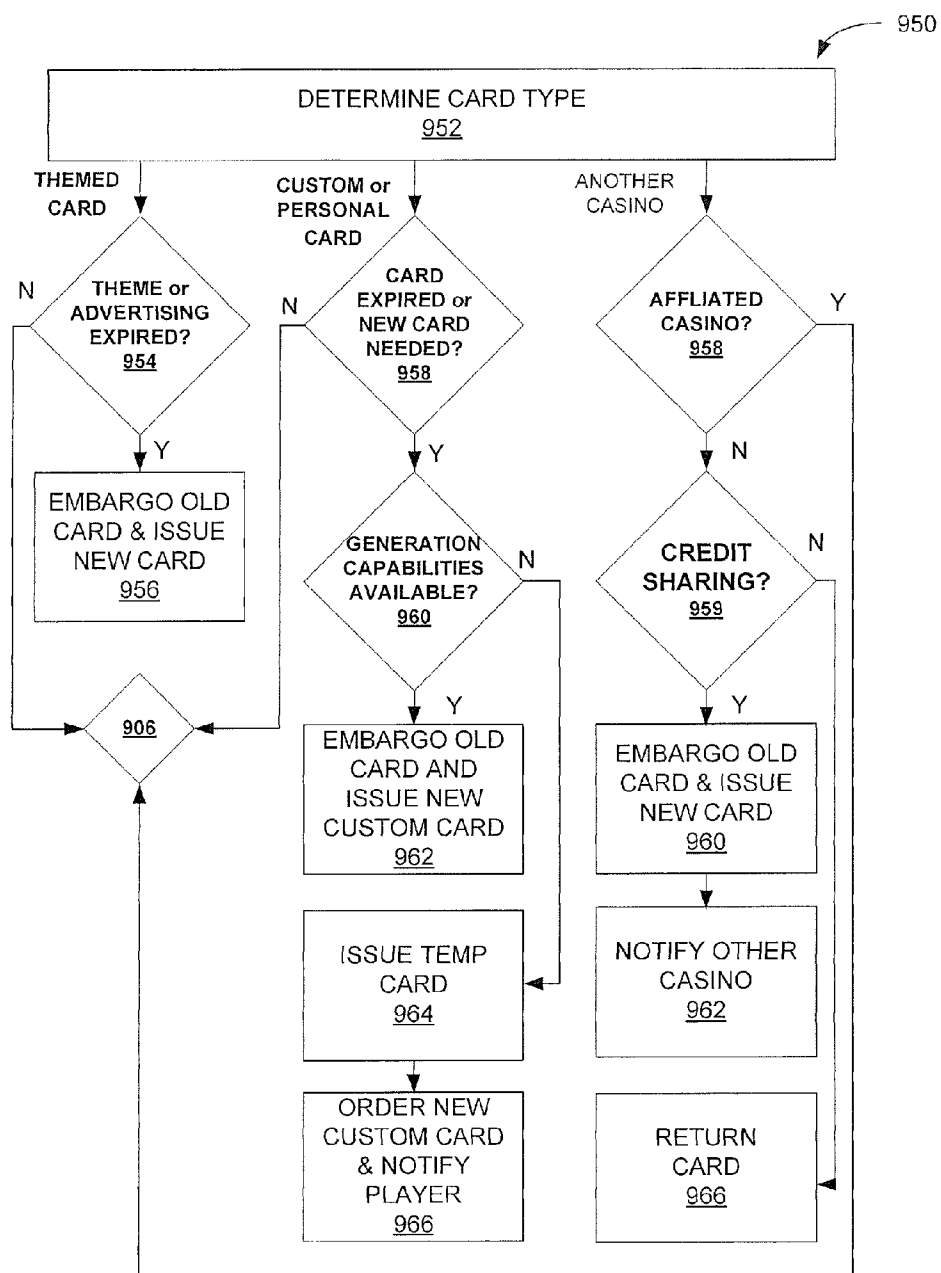 950
DETERMINE CARD TYPE
952
THEMED
CARD
CUSTOM or
PERSONAL
CARD
ANOTHER
CASINO
N
THEME or
ADVERTISING
EXPIRED?
954
N
CARD
EXPIRED or
NEW CARD
NEEDED?
958
AFFLIATED
CASINO?
958
Y
Y
Y
N
EMBARGO OLD
CARD & ISSUE
NEW CARD
956
GENERATION
CAPABILITIES
AVAILABLE?
960
N
CREDIT
SHARING?
959
N
906
Y
Y
EMBARGO OLD
CARD AND
ISSUE NEW
CUSTOM CARD
962
EMBARGO OLD
CARD & ISSUE
NEW CARD
960
ISSUE TEMP
CARD
964
NOTIFY OTHER
CASINO
962
ORDER NEW
CUSTOM CARD
& NOTIFY
PLAYER
966
RETURN
CARD
966